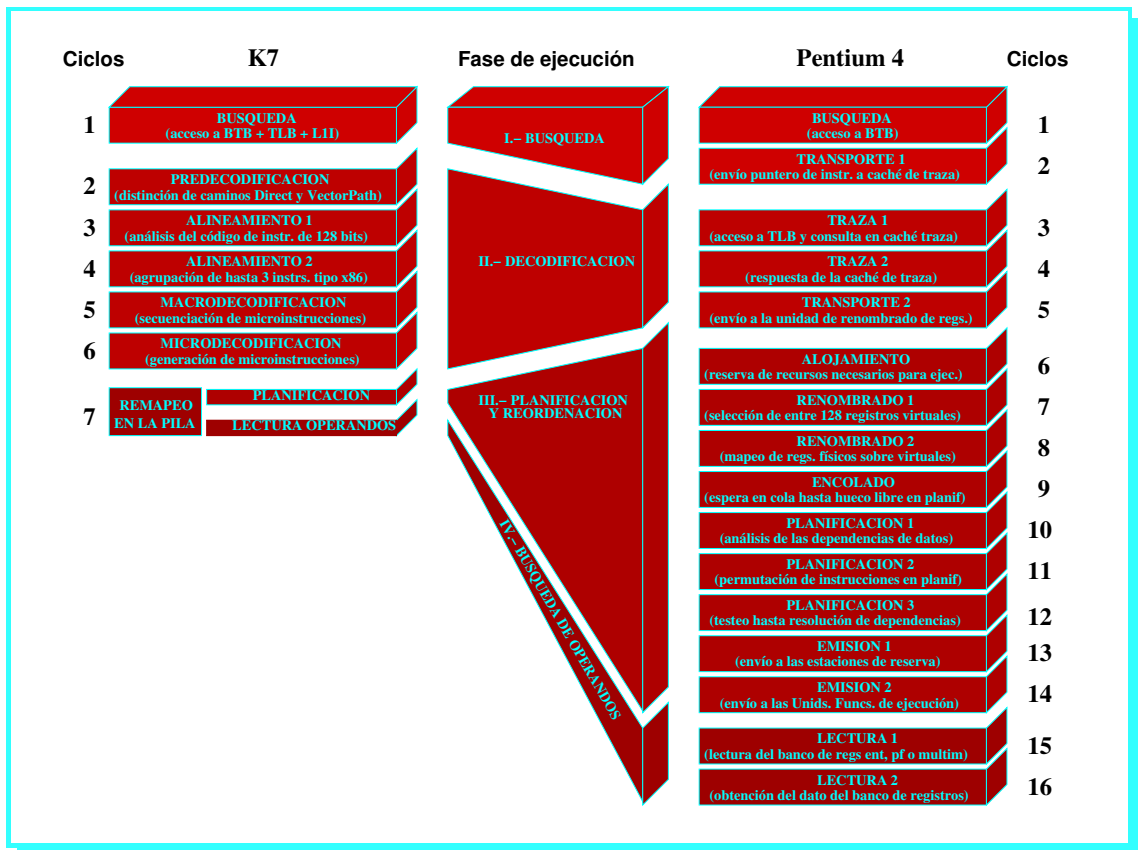 Ciclos K7 Fase de ejecución Pentium 4 Ciclos
1
BUSQUEDA
(acceso a BTB + TLB + L1I)
2
PREDECODIFICACION
(distinción de caminos Direct y VectorPath)
3
ALINEAMIENTO 1
(análisis del código de instr. de 128 bits)
4
ALINEAMIENTO 2
(agrupación de hasta 3 instrs. tipo x86)
5
MACRODECODIFICACION
(secuenciación de microinstrucciones)
6
MICRODECODIFICACION
(generación de microinstrucciones)
7
REMAPEO
EN LA PILA
PLANIFICACION
LECTURA OPERANDOS
I.– BUSQUEDA
II.– DECODIFICACION
III.– PLANIFICACION
Y REORDENACION
IV.– BUSQUEDA DE OPERANDOS
BUSQUEDA
(acceso a BTB)
1
TRANSPORTE 1
(envío puntero de instr. a caché de traza)
2
TRAZA 1
(acceso a TLB y consulta en caché traza)
3
TRAZA 2
(respuesta de la caché de traza)
4
TRANSPORTE 2
(envío a la unidad de renombrado de regs.)
5
ALOJAMIENTO
(reserva de recursos necesarios para ejec.)
6
RENOMBRADO 1
(selección de entre 128 registros virtuales)
7
RENOMBRADO 2
(mapeo de regs. físicos sobre virtuales)
8
ENCOLADO
(espera en cola hasta hueco libre en planif)
9
PLANIFICACION 1
(análisis de las dependencias de datos)
10
PLANIFICACION 2
(permutación de instrucciones en planif)
11
PLANIFICACION 3
(testeo hasta resolución de dependencias)
12
EMISION 1
(envío a las estaciones de reserva)
13
EMISION 2
(envío a las Unids. Funcs. de ejecución)
14
LECTURA 1
(lectura del banco de regs ent, pf o multim)
15
LECTURA 2
(obtención del dato del banco de registros)
16